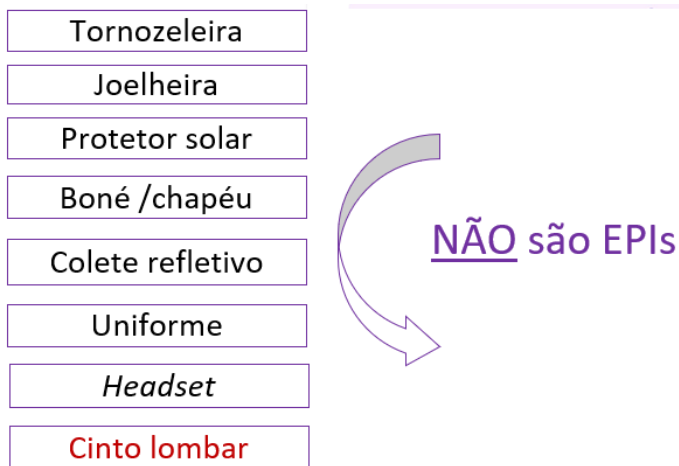 Tornozeleira
Joelheira
Protetor solar
Boné /chapéu
Colete refletivo
Uniforme
Headset
Cinto lombar
NÃO são EPIs